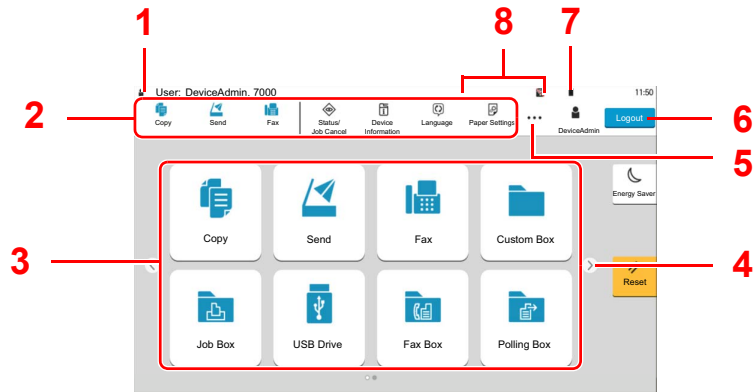 8
7
1
User: DeviceAdmin. 7000
11:50
2
Copy
Send
Fax
Status/
Job Cancel
Device
Information
Language
Paper Settings
...
DeviceAdmin
Logout
6
5
Energy Saver
Copy
Send
Fax
Custom Box
3
4
Reset
Job Box
USB Drive
Fax Box
Polling Box